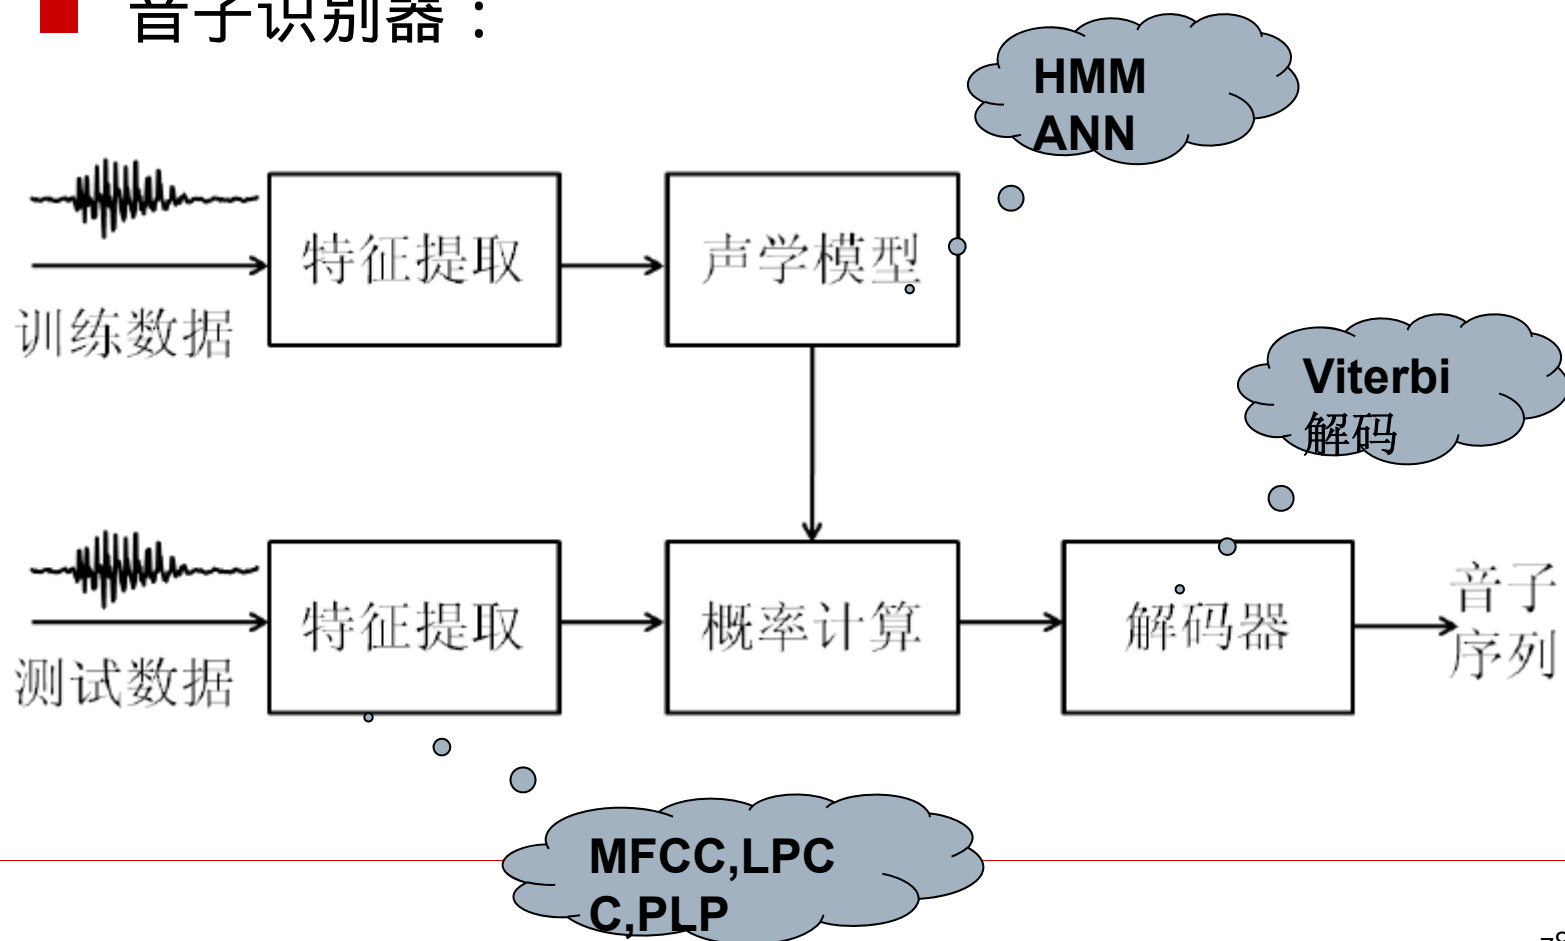 音子识别器：
HMM
ANN
特征提取
声学模型
训练数据
Viterbi
解码
特征提取
概率计算
解码器
音子
序列
测试数据
MFCC,LPC
C,PLP